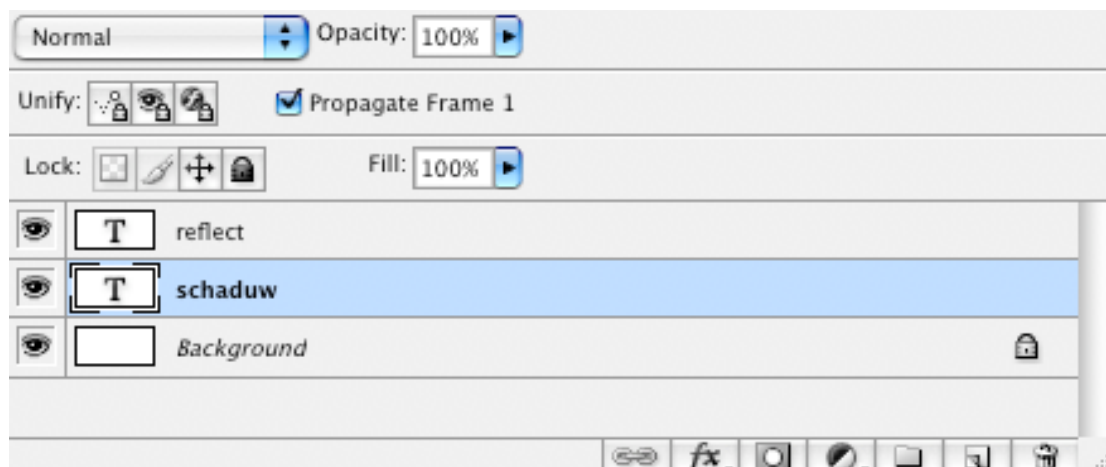 Normal Opacity: 100%
Unify: Propagate Frame 1
Lock: Fill: 100%
T reflect
T schaduw
Background
fx